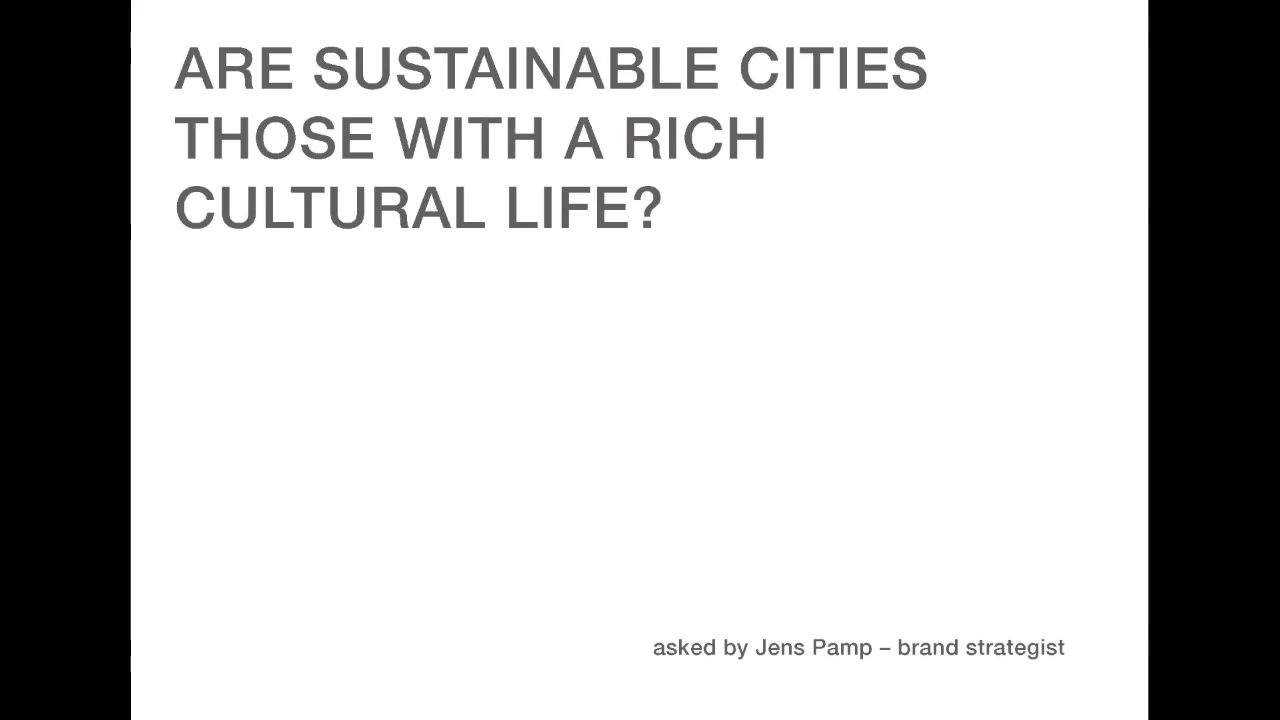 ARE SUSTAINABLE CITIES
THOSE WITH A RICH
CULTURAL LIFE?
asked by Jens Pamp – brand strategist